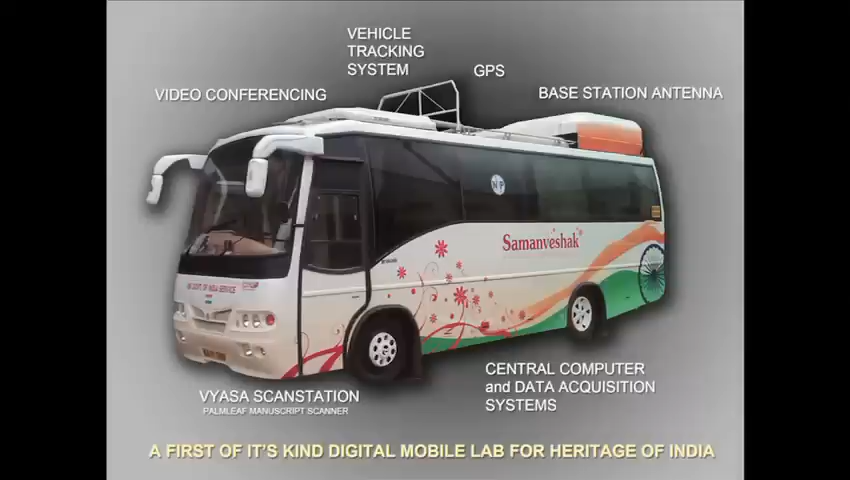 VEHICLE
TRACKING
SYSTEM
GPS
VIDEO CONFERENCING
BASE STATION ANTENNA
Samanveshak
VYASA SCANSTATION
PALMLEAF MANUSCRIPT SCANNER
CENTRAL COMPUTER
and DATA ACQUISITION
SYSTEMS
A FIRST OF IT'S KIND DIGITAL MOBILE LAB FOR HERITAGE OF INDIA